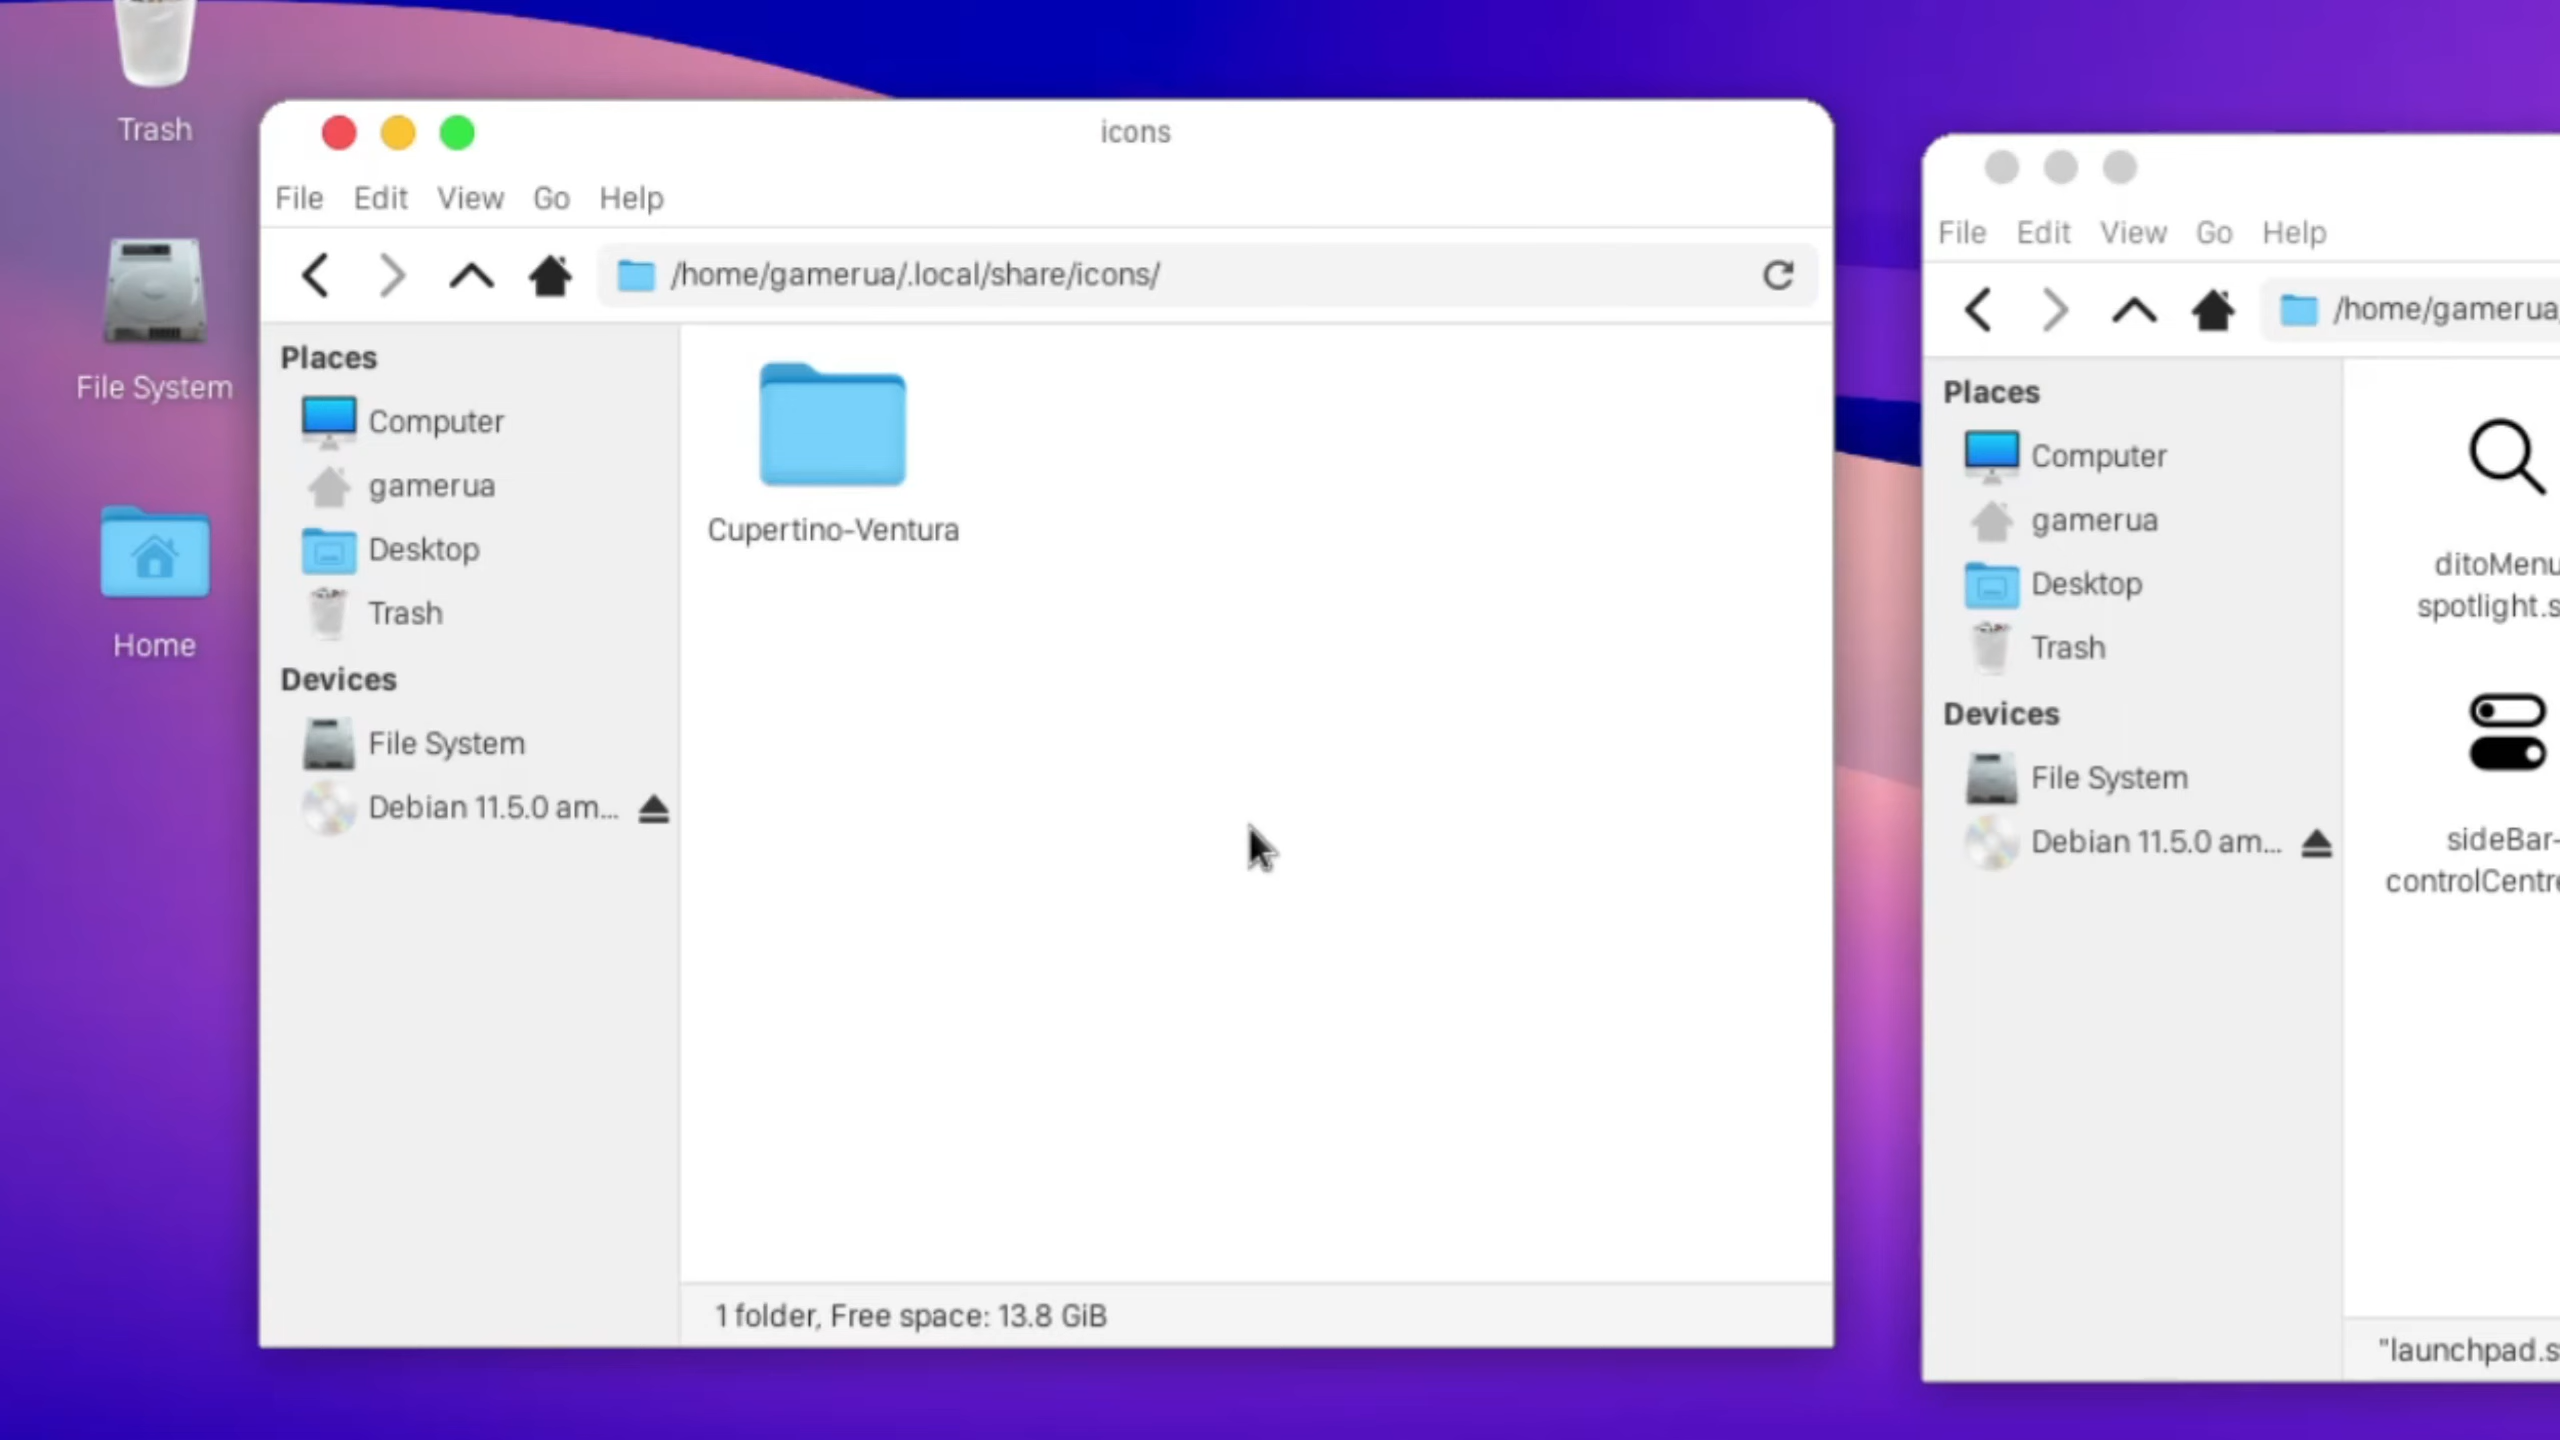 Trash
File System
Home
icons
File Edit View Go Help
/home/gamerua/.local/share/icons/
Places
Computer
gamerua
Desktop
Trash
Devices
File System
Debian 11.5.0 am...
Cupertino-Ventura
1 folder, Free space: 13.8 GiB
File Edit View Go Help
/home/gamerua/
Places
Computer
gamerua
Desktop
Trash
Devices
File System
Debian 11.5.0 am...
ditoMenu
spotlight.s
sideBar-
controlCentre
"launchpad.s